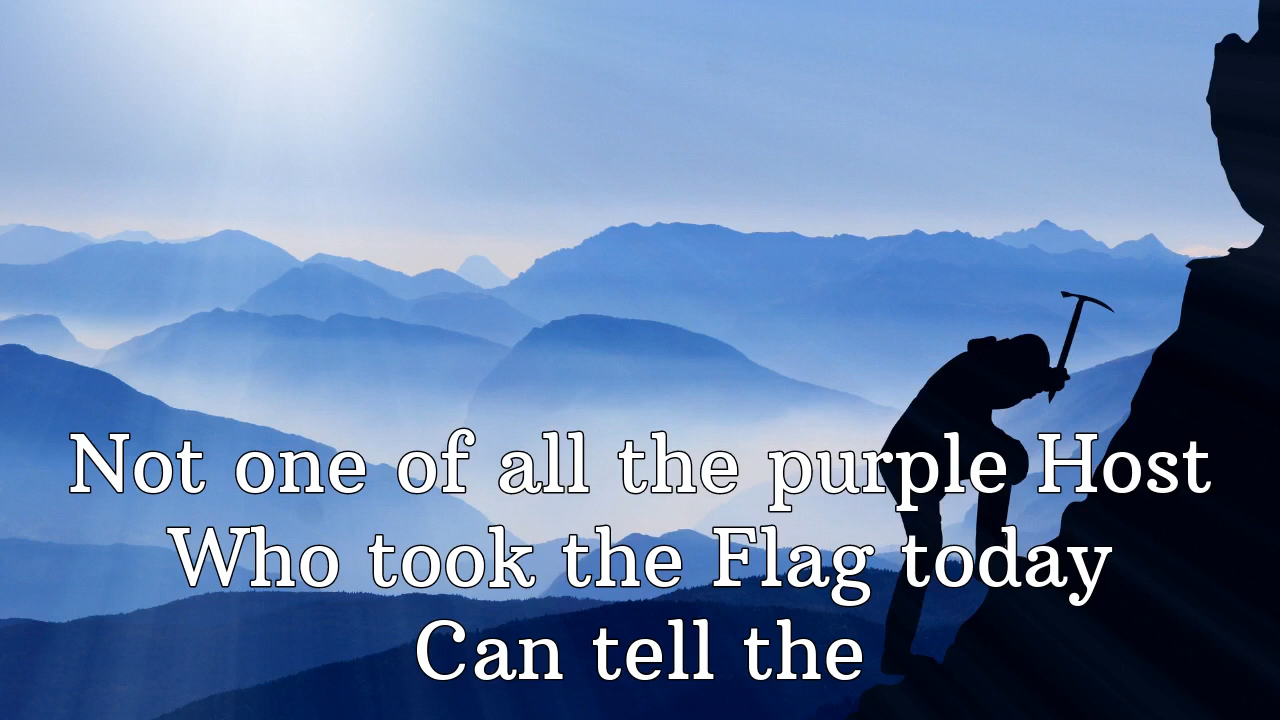 Not one of all the purple Host
Who took the Flag today
Can tell the